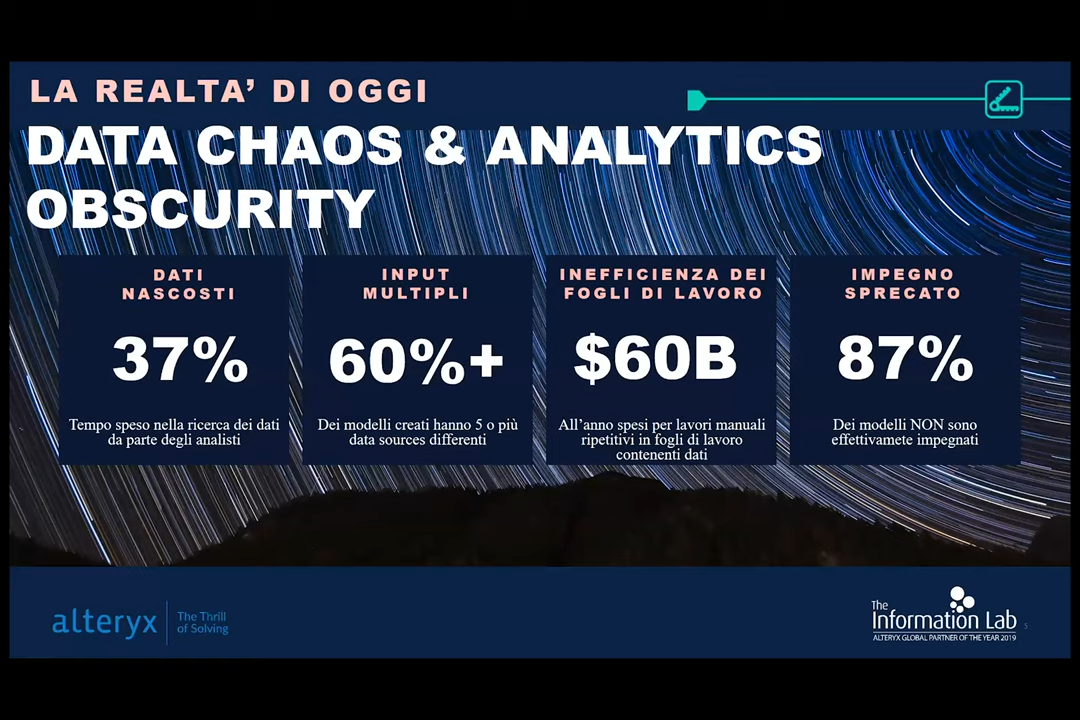 LA REALTA’ DI OGGI
DATA CHAOS & ANALYTICS
OBSCURITY
DATI
NASCOSTI
37%
Tempo speso nella ricerca dei dati
da parte degli analisti
INPUT
MULTIPLI
60%+
Dei modelli creati hanno 5 o più
data sources differenti
INEFFICIENZA DEI
FOGLI DI LAVORO
$60B
All’anno spesi per lavori manuali
ripetitivi in fogli di lavoro
contenenti dati
IMPEGNO
SPRECATO
87%
Dei modelli NON sono
effettivamete impegnati
alteryx
The Thrill
of Solving
The
Information Lab
ALTERYX GLOBAL PARTNER OF THE YEAR 2019
5